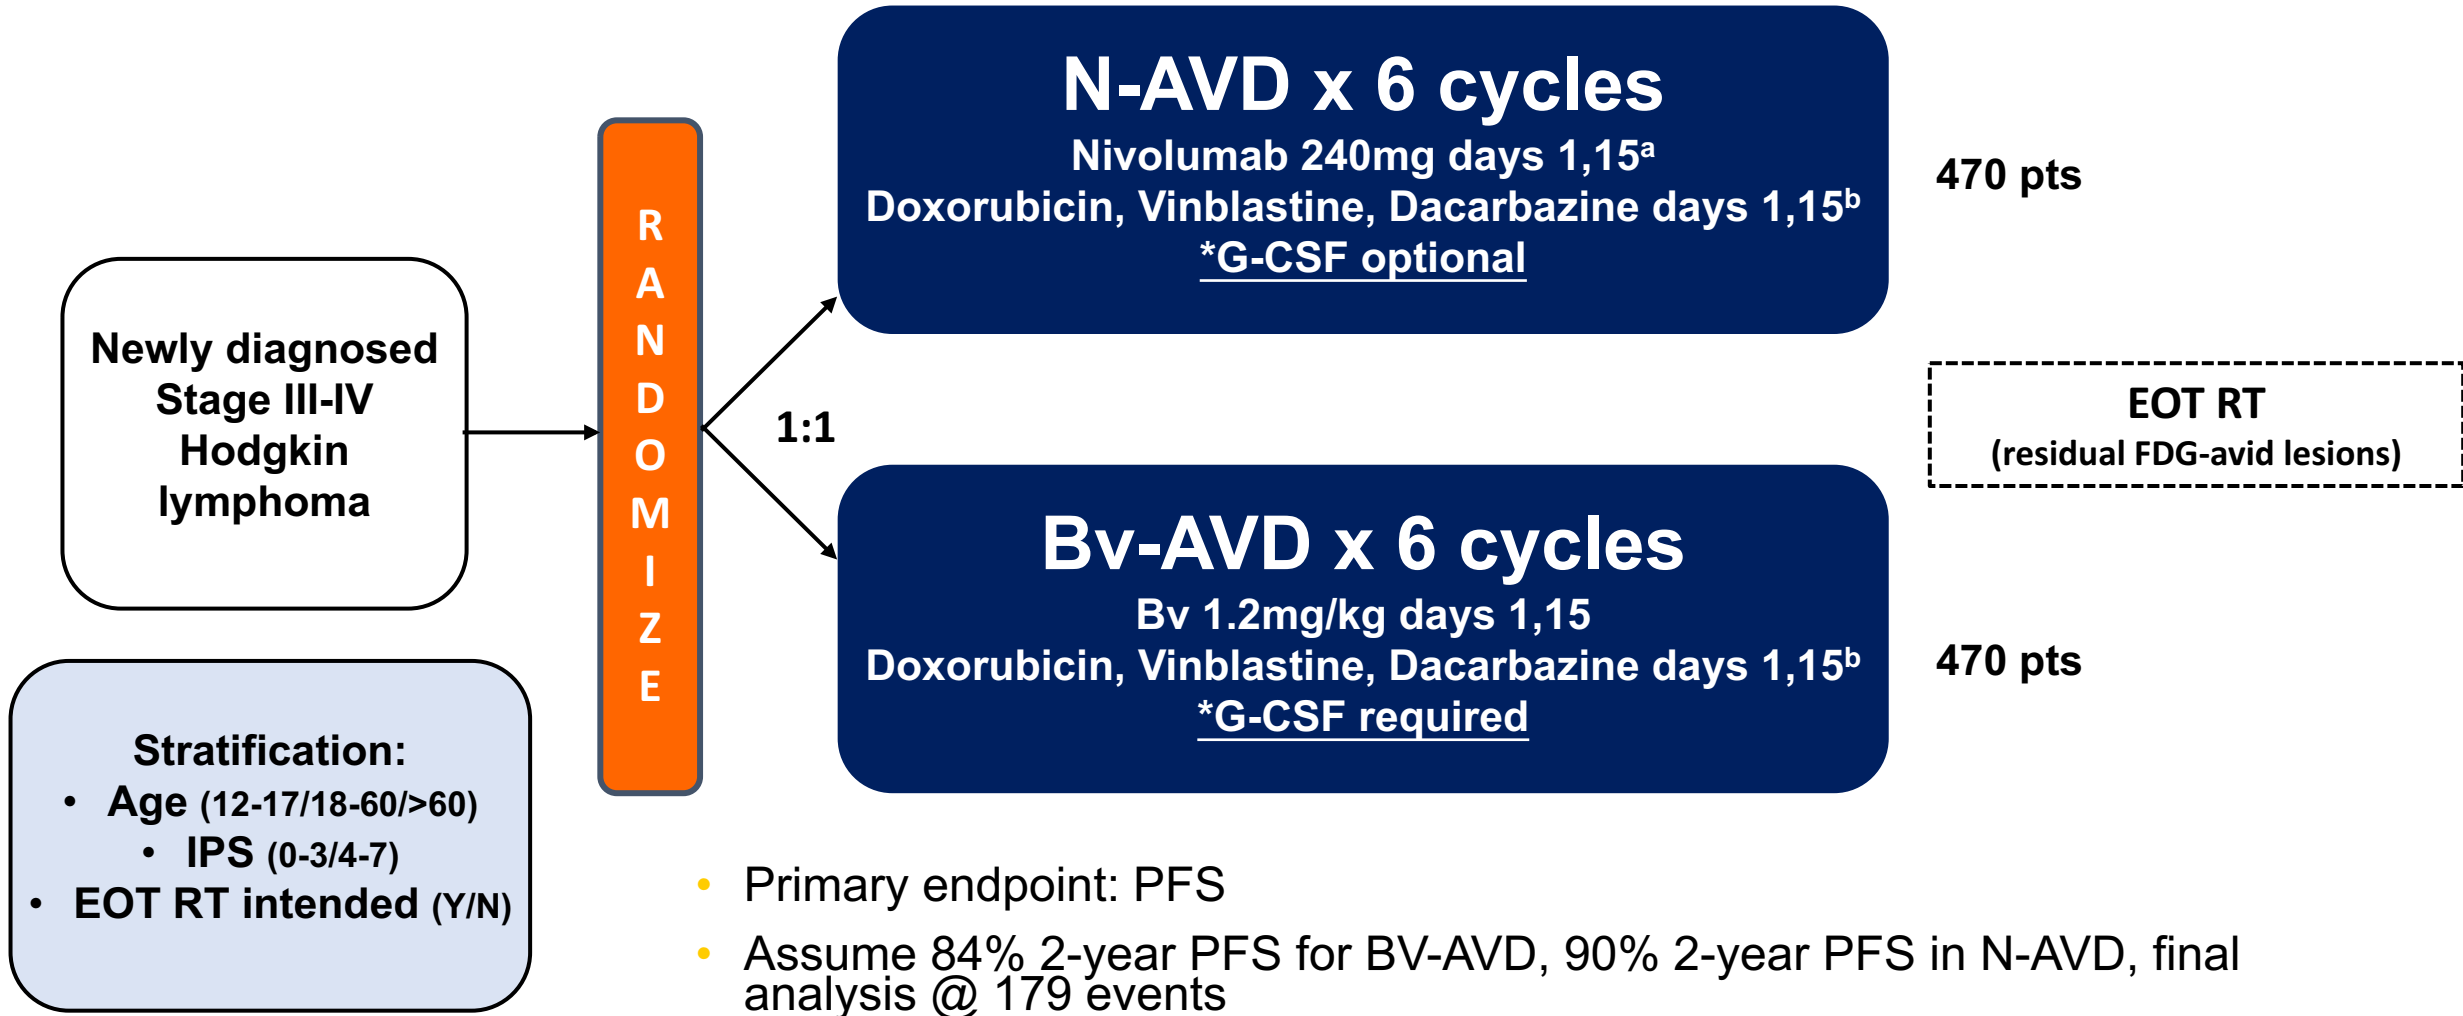 Newly diagnosed
Stage III-IV
Hodgkin
lymphoma
Stratification:
• Age (12-17/18-60/>60)
• IPS (0-3/4-7)
• EOT RT intended (Y/N)
R
A
N
D
O
M
I
Z
E
1:1
N-AVD x 6 cycles
Nivolumab 240mg days 1,15ᵃ
Doxorubicin, Vinblastine, Dacarbazine days 1,15ᵇ
*G-CSF optional
470 pts
EOT RT
(residual FDG-avid lesions)
Bv-AVD x 6 cycles
Bv 1.2mg/kg days 1,15
Doxorubicin, Vinblastine, Dacarbazine days 1,15ᵇ
*G-CSF required
470 pts
• Primary endpoint: PFS
• Assume 84% 2-year PFS for BV-AVD, 90% 2-year PFS in N-AVD, final
analysis @ 179 events